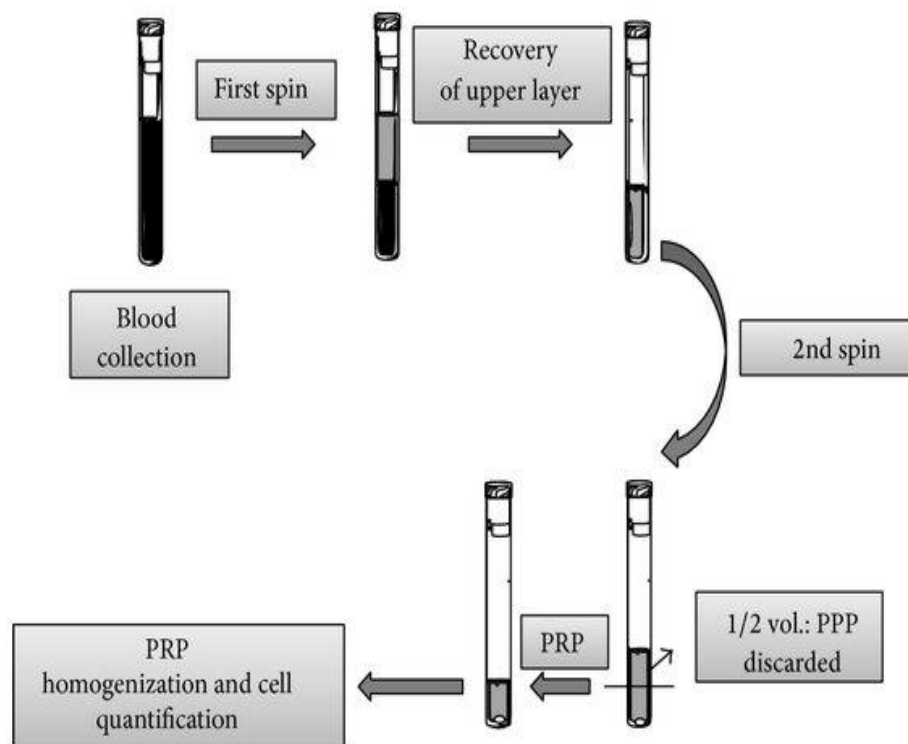 First spin
Recovery
of upper layer
Blood
collection
2nd spin
1/2 vol.: PPP
discarded
PRP
PRP
homogenization and cell
quantification